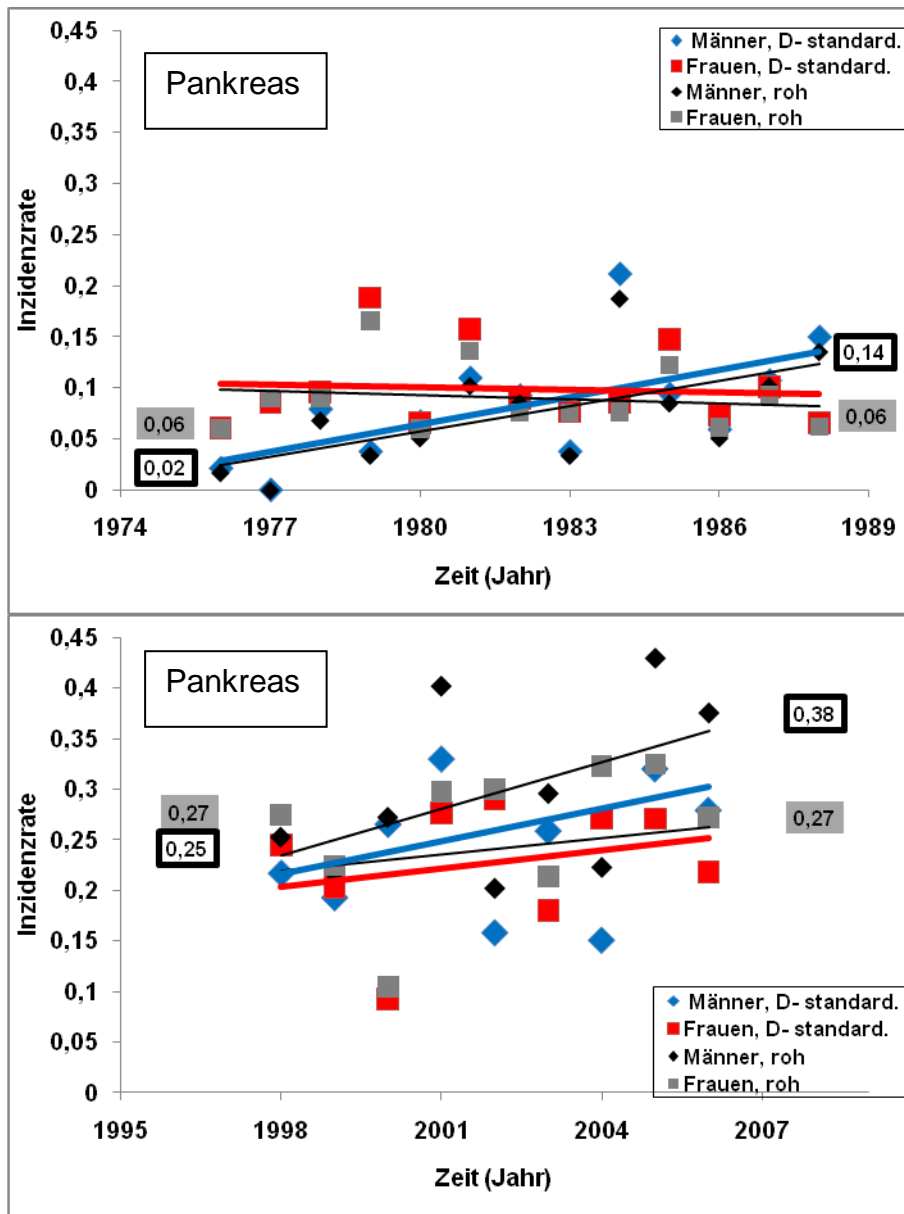 Pankreas
Männer, D- standard.
Frauen, D- standard.
Männer, roh
Frauen, roh
0,45
0,4
0,35
0,3
0,25
0,2
0,15
0,1
0,05
0
Inzidenzrate
0,06
0,02
0,14
0,06
1974
1977
1980
1983
1986
1989
Zeit (Jahr)
Pankreas
0,45
0,4
0,35
0,3
0,25
0,2
0,15
0,1
0,05
0
Inzidenzrate
0,27
0,25
0,38
0,27
Männer, D- standard.
Frauen, D- standard.
Männer, roh
Frauen, roh
1995
1998
2001
2004
2007
Zeit (Jahr)